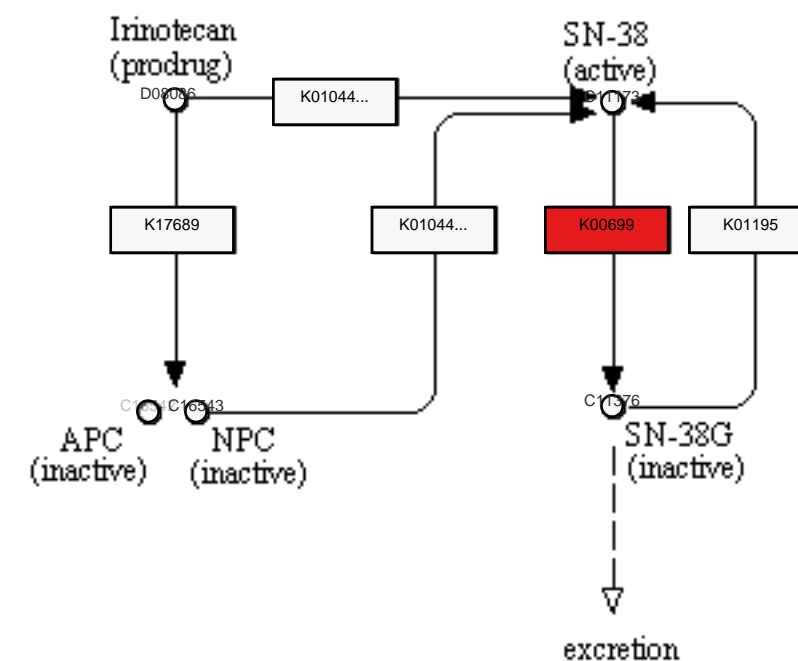 Irinotecan
(prodrug)
SN-38
(active)
D08086
K01044...
D11173
K17689
K01044...
K00699
K01195
C16543
C11376
APC
(inactive)
NPC
(inactive)
SN-38G
(inactive)
excretion